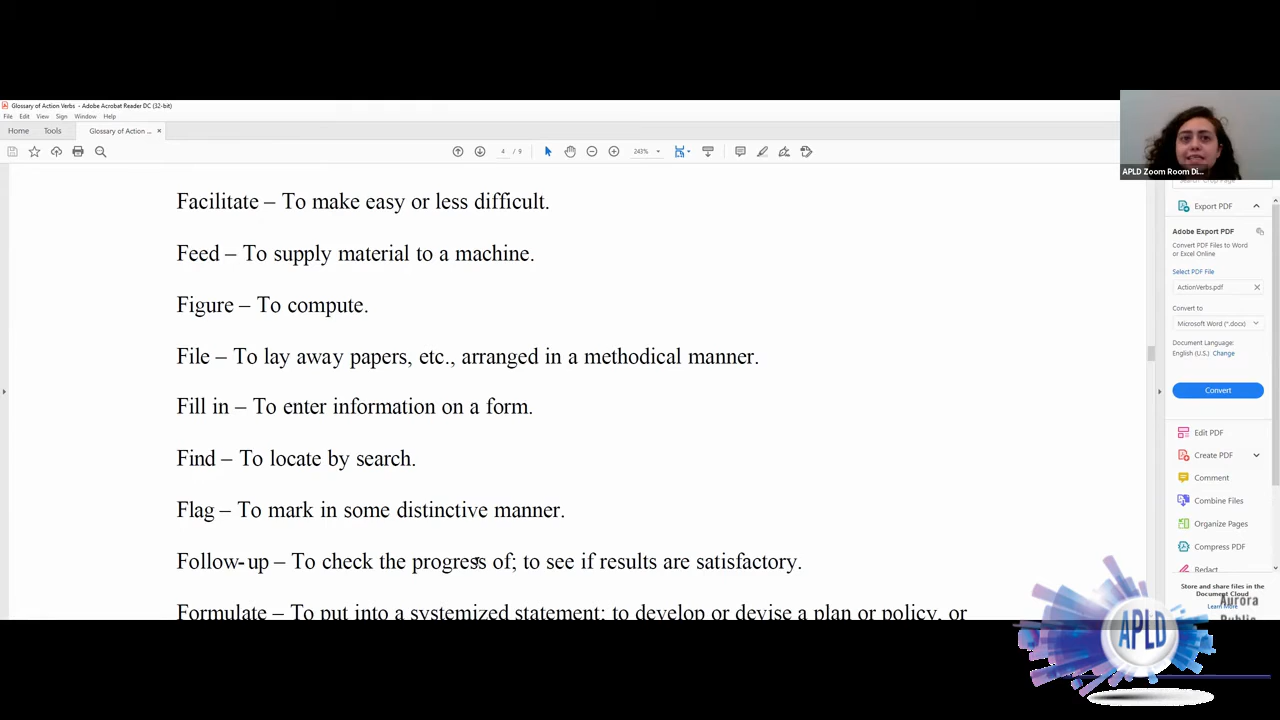 Glossary of Action Verbs - Adobe Acrobat Reader DC (32-bit)
File Edit View Sign Window Help
Home Tools Glossary of Action ... ×
4 / 9 243%
APLD Zoom Room Di...
Facilitate – To make easy or less difficult.
Feed – To supply material to a machine.
Figure – To compute.
File – To lay away papers, etc., arranged in a methodical manner.
Fill in – To enter information on a form.
Find – To locate by search.
Flag – To mark in some distinctive manner.
Follow-up – To check the progress of; to see if results are satisfactory.
Formulate – To put into a systemized statement; to develop or devise a plan or policy, or
Export PDF
Adobe Export PDF
Convert PDF Files to Word
or Excel Online
Select PDF File
ActionVerbs.pdf
Convert to
Microsoft Word (*.docx)
Document Language:
English (U.S.) Change
Convert
Edit PDF
Create PDF
Comment
Combine Files
Organize Pages
Compress PDF
Redact
Store and share files in the
Document Cloud
Learn More
Aurora
Public
APLD